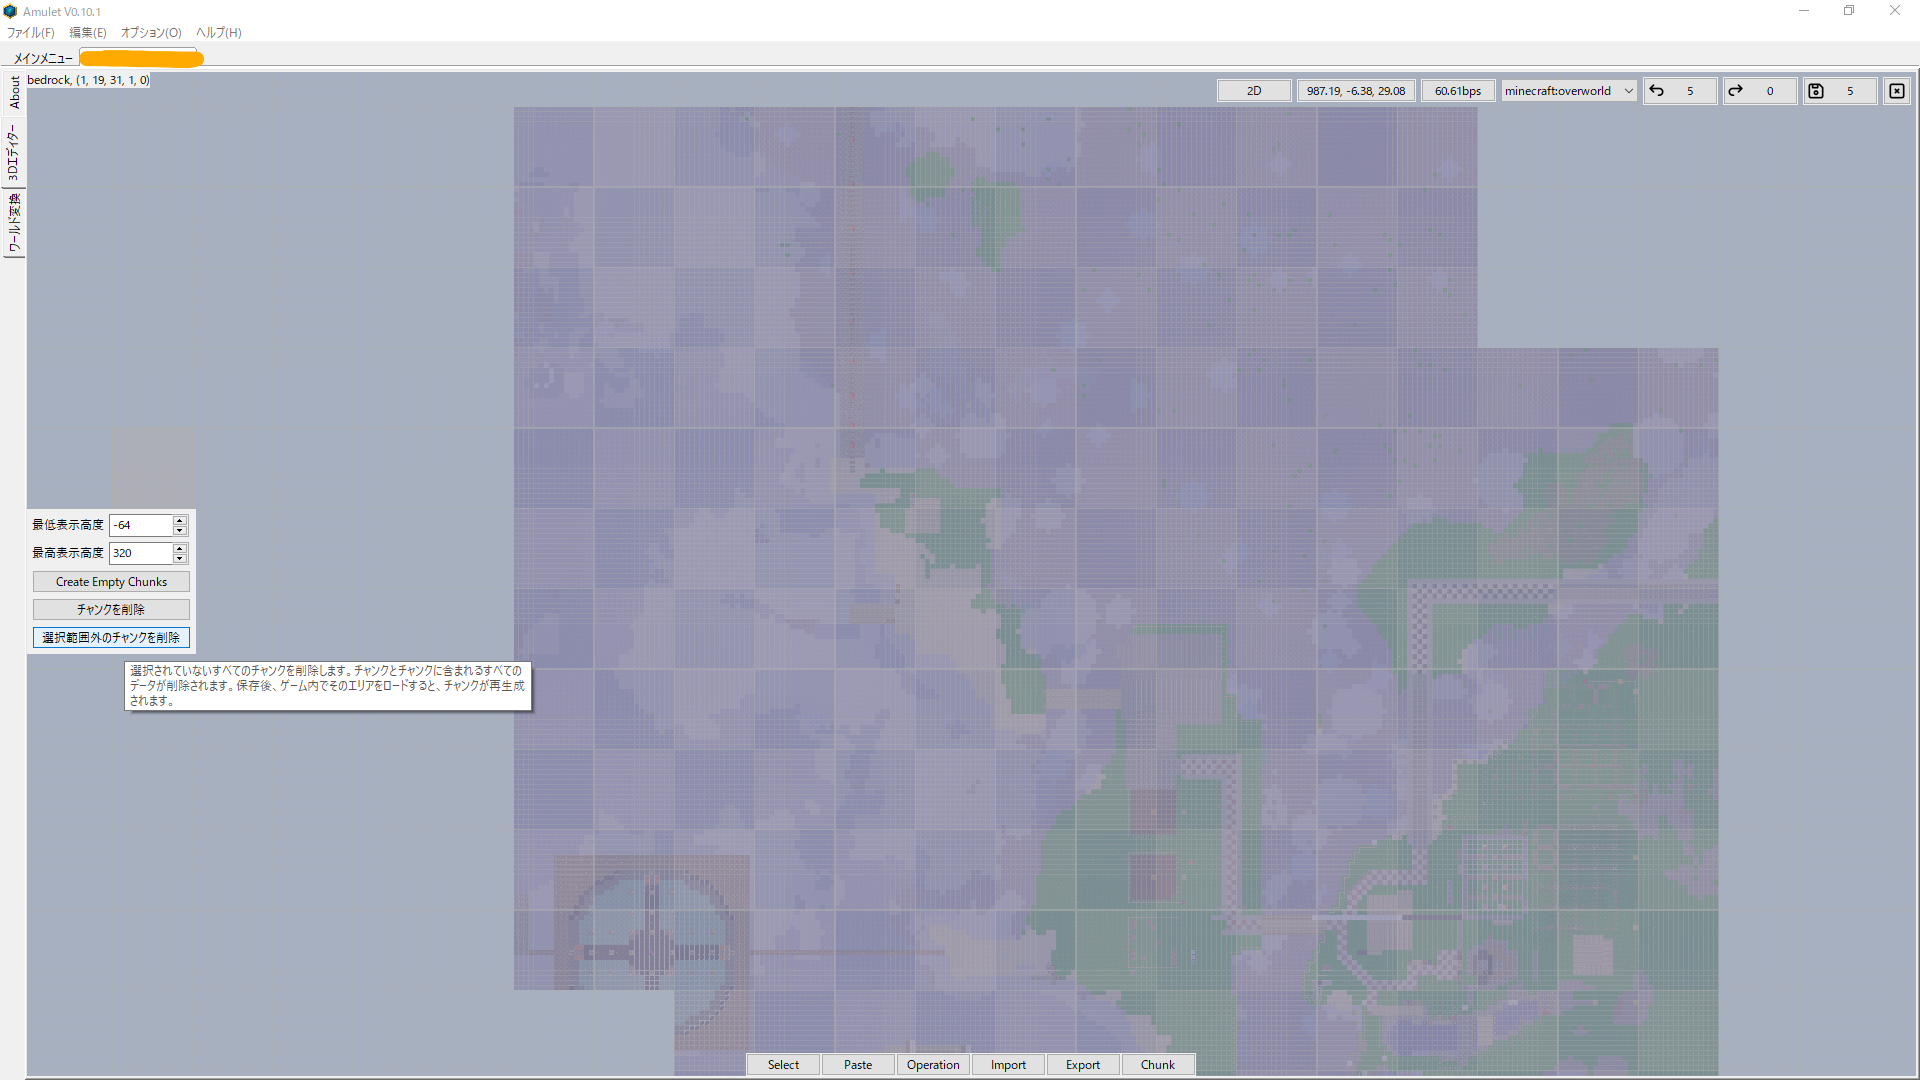 Amulet V0.10.1
ファイル(F) 編集(E) オプション(O) ヘルプ(H)
メインメニュー
About
3Dエディター
ワールド変換
bedrock, (1, 19, 31, 1, 0)
2D 987.19, -6.38, 29.08 60.61bps minecraft:overworld 5 0 5
最低表示高度 -64
最高表示高度 320
Create Empty Chunks
チャンクを削除
選択範囲外のチャンクを削除
選択されていないすべてのチャンクを削除します。チャンクとチャンクに含まれるすべての
データが削除されます。保存後、ゲーム内でそのエリアをロードすると、チャンクが再生成
されます。
Select Paste Operation Import Export Chunk